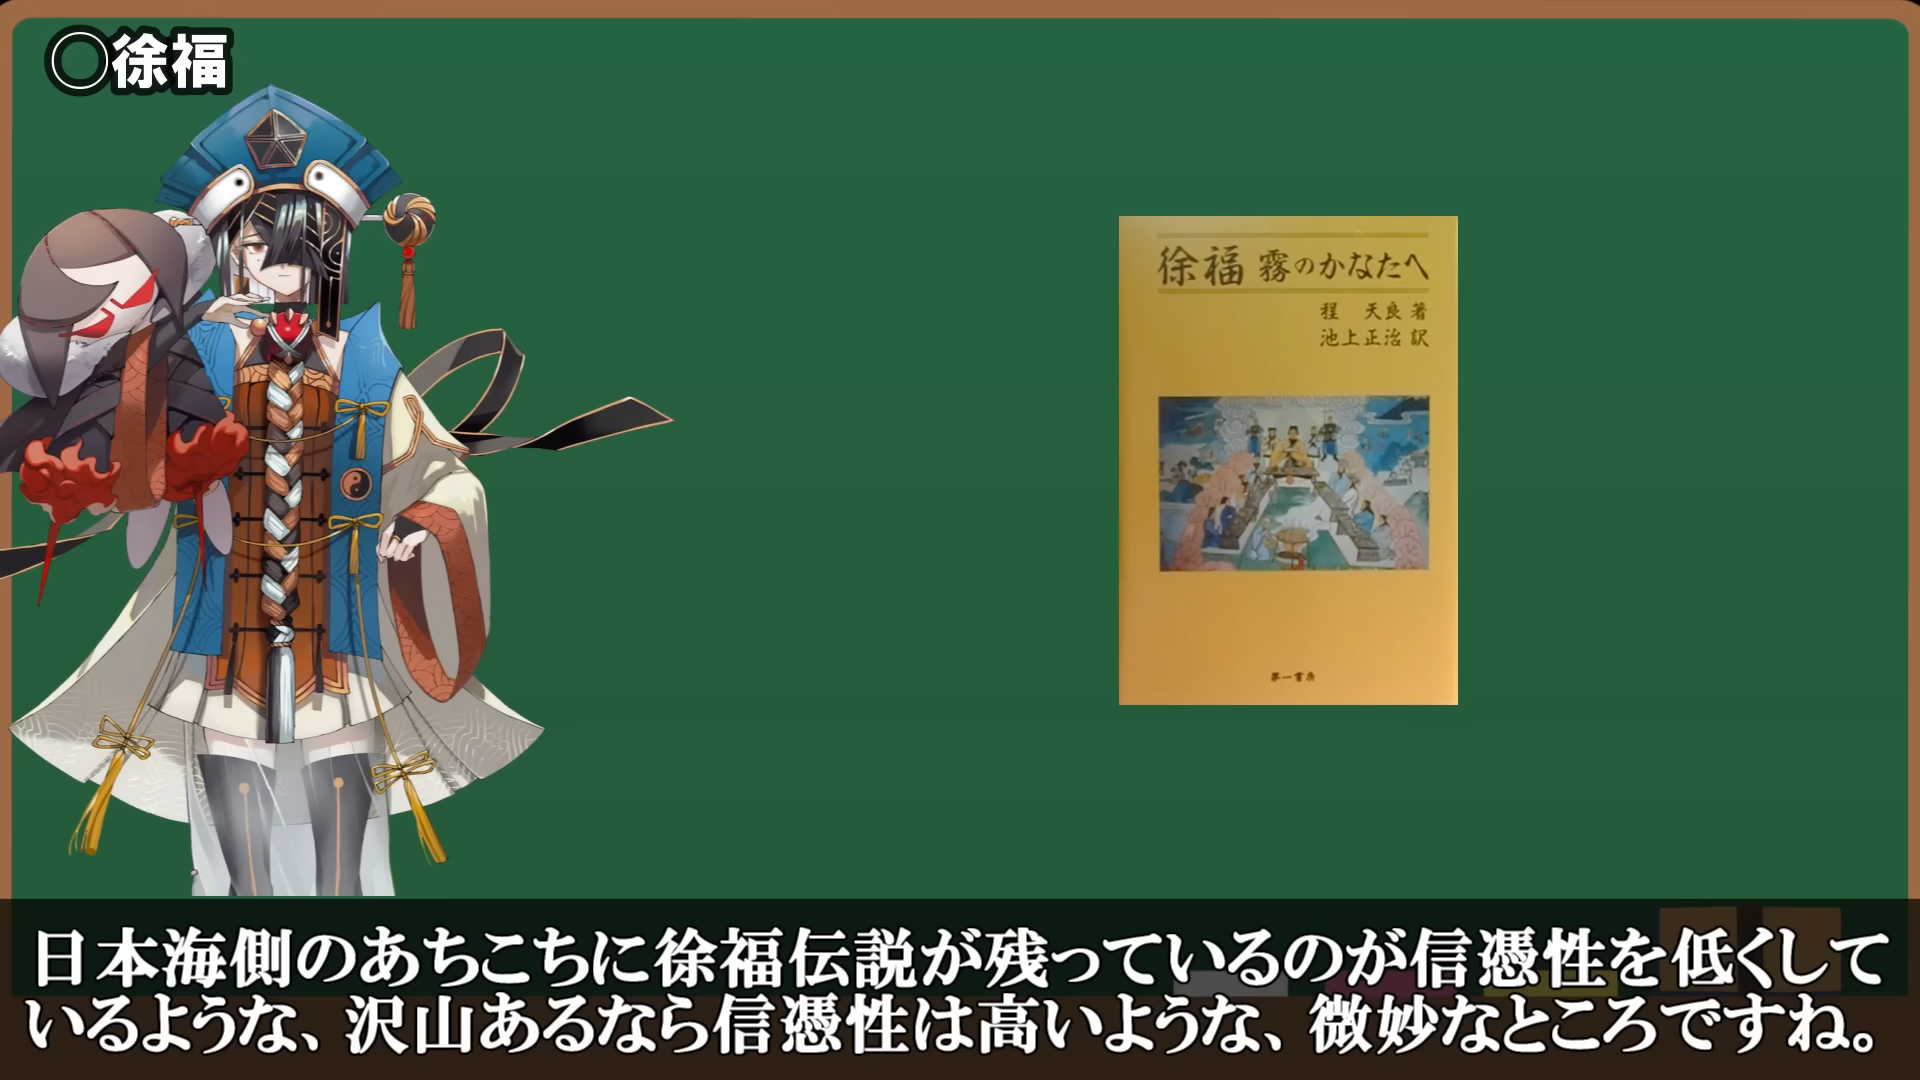 ○徐福
徐福 霧のかなたへ
程 天良 著
池上正治 訳
第一書房
日本海側のあちこちに徐福伝説が残っているのが信憑性を低くして
いるような、沢山あるなら信憑性は高いような、微妙なところですね。